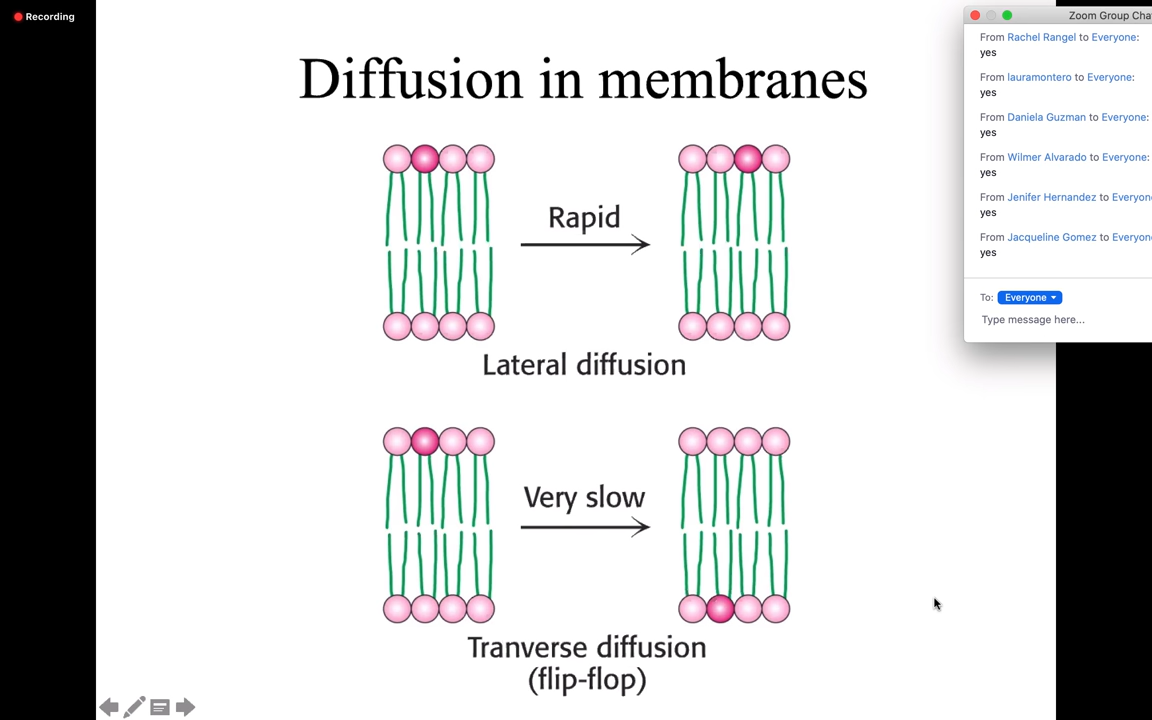 Recording
Diffusion in membranes
Rapid
Lateral diffusion
Very slow
Tranverse diffusion
(flip-flop)
Zoom Group Cha
From Rachel Rangel to Everyone:
yes
From lauramontero to Everyone:
yes
From Daniela Guzman to Everyone:
yes
From Wilmer Alvarado to Everyone:
yes
From Jenifer Hernandez to Everyon
yes
From Jacqueline Gomez to Everyon
yes
To: Everyone
Type message here...